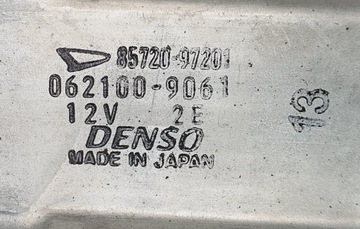 85720-97201
062100-9061
12V 2E
DENSO
MADE IN JAPAN
13